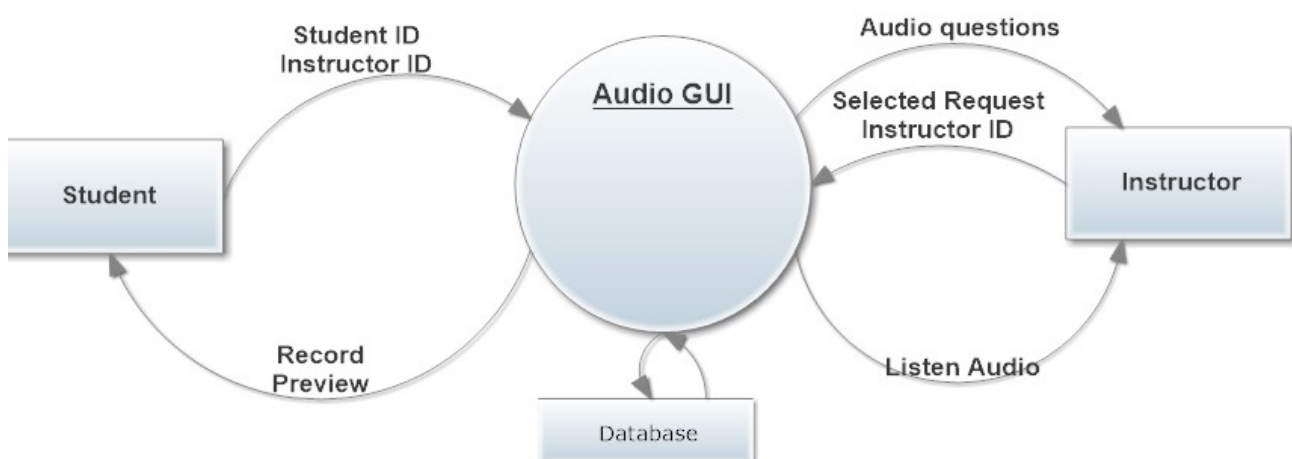 Student ID
Instructor ID
Audio GUI
Audio questions
Selected Request
Instructor ID
Student
Instructor
Record
Preview
Listen Audio
Database